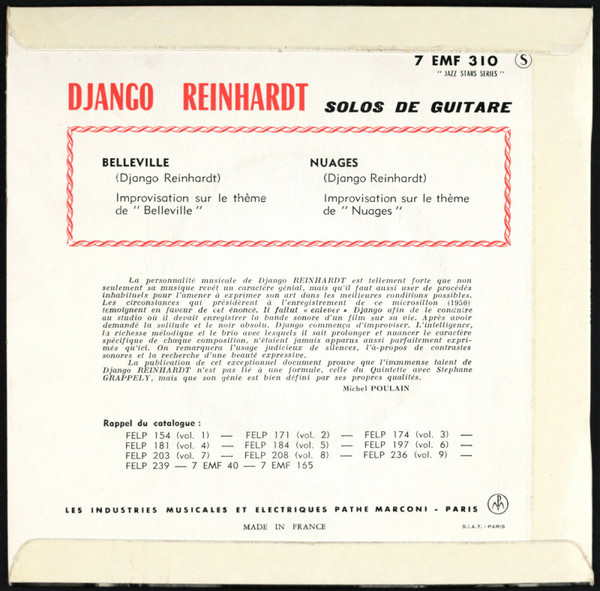 7 EMF 310 Ⓢ
" JAZZ STARS SERIES "
DJANGO REINHARDT SOLOS DE GUITARE
BELLEVILLE
(Django Reinhardt)
Improvisation sur le thème
de " Belleville "
NUAGES
(Django Reinhardt)
Improvisation sur le thème
de " Nuages "
La personnalité musicale de Django REINHARDT est tellement forte que non
seulement sa musique revêt un caractère génial, mais qu'il faut aussi user de procédés
inhabituels pour l'amener à exprimer son art dans les meilleures conditions possibles.
Les circonstances qui présidèrent à l'enregistrement de ce microsillon (1950)
témoignent en faveur de cet énoncé. Il fallut « enlever » Django afin de le conduire
au studio où il devait enregistrer la bande sonore d'un film sur sa vie. Après avoir
demandé la solitude et le noir absolu, Django commença d'improviser. L'intelligence,
la richesse mélodique et le brio avec lesquels il sait prolonger et nuancer le caractère
spécifique de chaque composition, n'étaient jamais apparus aussi parfaitement expri-
més qu'ici. On remarquera l'usage judicieux de silences, l'à-propos de contrastes
sonores et la recherche d'une beauté expressive.
La publication de cet exceptionnel document prouve que l'immmense talent de
Django REINHARDT n'est pas lié à une formule, celle du Quintette avec Stephane
GRAPPELY, mais que son génie est bien défini par ses propres qualités.
Michel POULAIN
Rappel du catalogue :
FELP 154 (vol. 1) — FELP 171 (vol. 2) — FELP 174 (vol. 3) —
FELP 181 (vol. 4) — FELP 184 (vol. 5) — FELP 197 (vol. 6) —
FELP 203 (vol. 7) — FELP 208 (vol. 8) — FELP 236 (vol. 9) —
FELP 239 — 7 EMF 40 — 7 EMF 165
LES INDUSTRIES MUSICALES ET ELECTRIQUES PATHE MARCONI - PARIS
MADE IN FRANCE
S.I.A.T. - PARIS